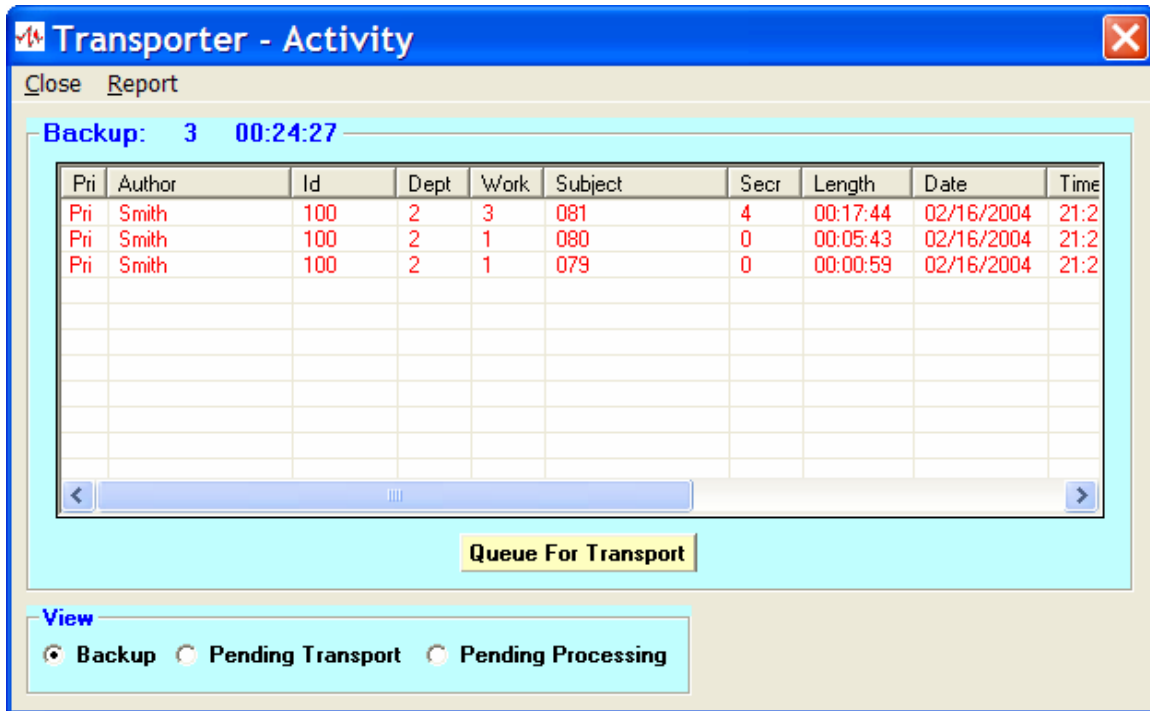 Transporter - Activity
Close Report
Backup: 3 00:24:27
Pri Author Id Dept Work Subject Secr Length Date Time
Pri Smith 100 2 3 081 4 00:17:44 02/16/2004 21:2
Pri Smith 100 2 1 080 0 00:05:43 02/16/2004 21:2
Pri Smith 100 2 1 079 0 00:00:59 02/16/2004 21:2
Queue For Transport
View
Backup Pending Transport Pending Processing